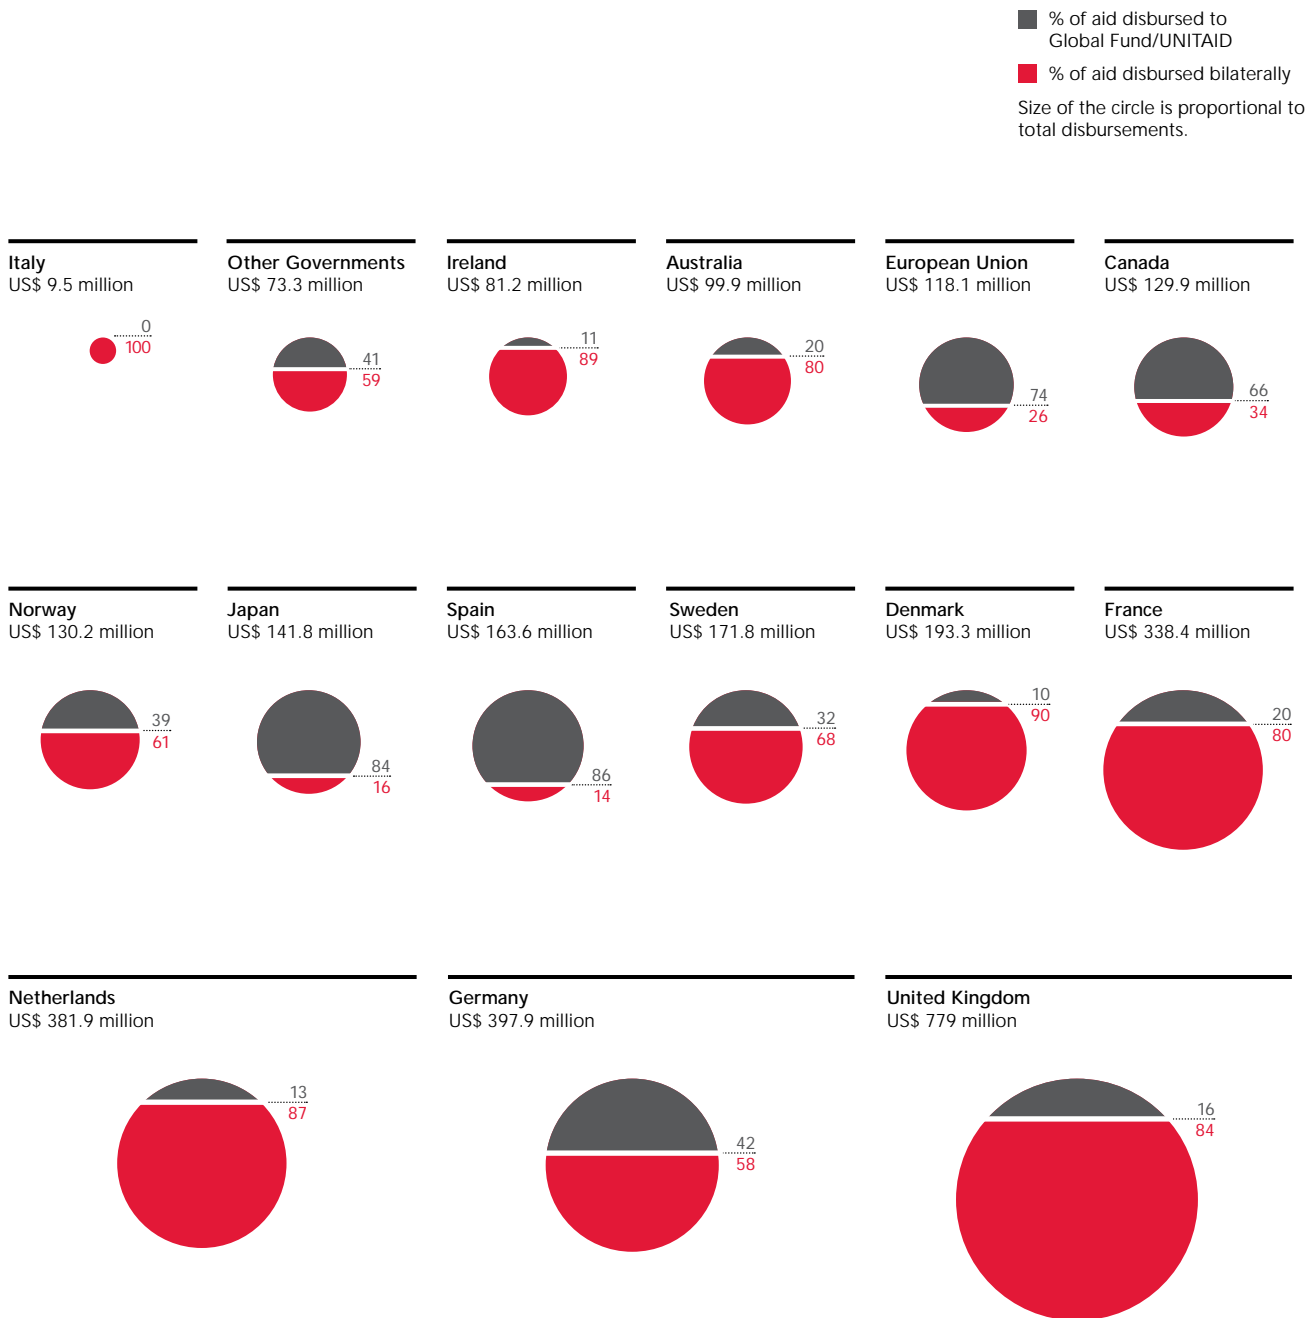 % of aid disbursed to
Global Fund/UNITAID
% of aid disbursed bilaterally
Size of the circle is proportional to
total disbursements.
Italy
US$ 9.5 million
0
100
Other Governments
US$ 73.3 million
41
59
Ireland
US$ 81.2 million
11
89
Australia
US$ 99.9 million
20
80
European Union
US$ 118.1 million
74
26
Canada
US$ 129.9 million
66
34
Norway
US$ 130.2 million
39
61
Japan
US$ 141.8 million
84
16
Spain
US$ 163.6 million
86
14
Sweden
US$ 171.8 million
32
68
Denmark
US$ 193.3 million
10
90
France
US$ 338.4 million
20
80
Netherlands
US$ 381.9 million
13
87
Germany
US$ 397.9 million
42
58
United Kingdom
US$ 779 million
16
84